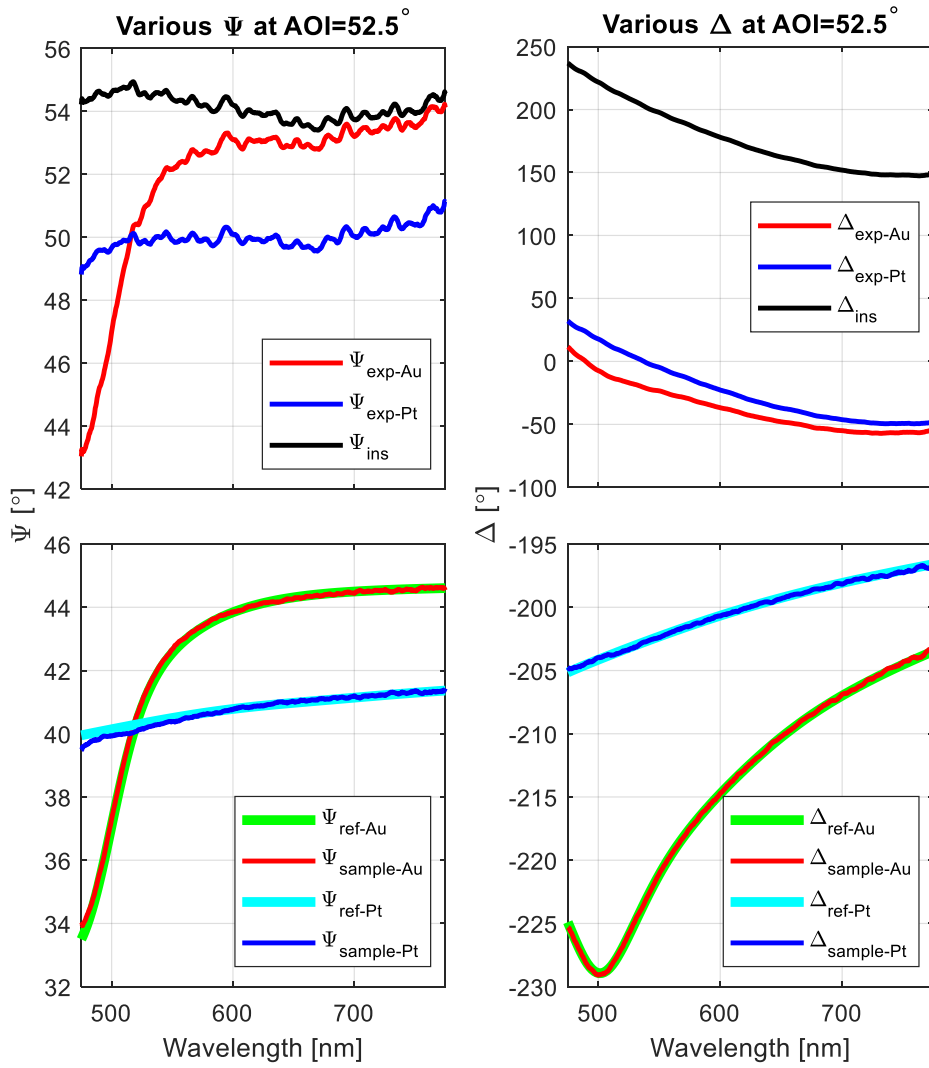 Various Ψ at AOI=52.5°
56
54
52
50
48
46
44
42
Ψexp-Au
Ψexp-Pt
Ψins
Various Δ at AOI=52.5°
250
200
150
100
50
0
-50
-100
Δexp-Au
Δexp-Pt
Δins
Ψ [°]
46
44
42
40
38
36
34
32
Ψref-Au
Ψsample-Au
Ψref-Pt
Ψsample-Pt
500 600 700
Wavelength [nm]
Δ [°]
-195
-200
-205
-210
-215
-220
-225
-230
Δref-Au
Δsample-Au
Δref-Pt
Δsample-Pt
500 600 700
Wavelength [nm]